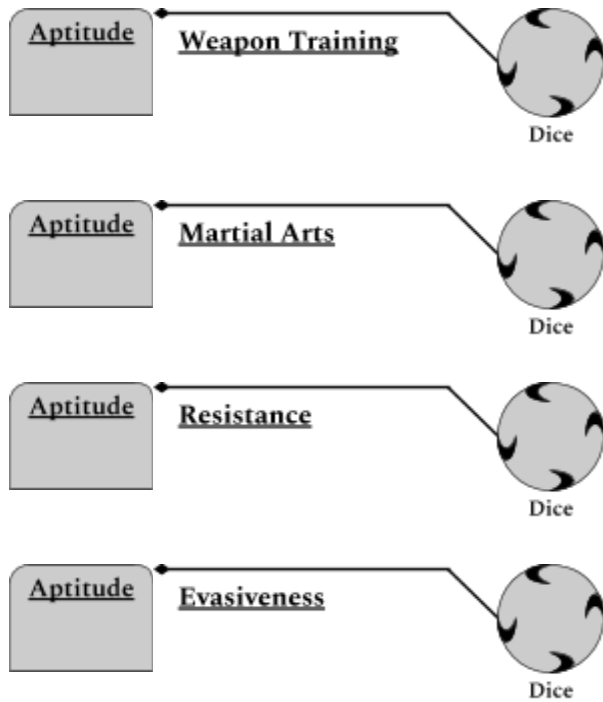 Aptitude
Weapon Training
Dice
Aptitude
Martial Arts
Dice
Aptitude
Resistance
Dice
Aptitude
Evasiveness
Dice